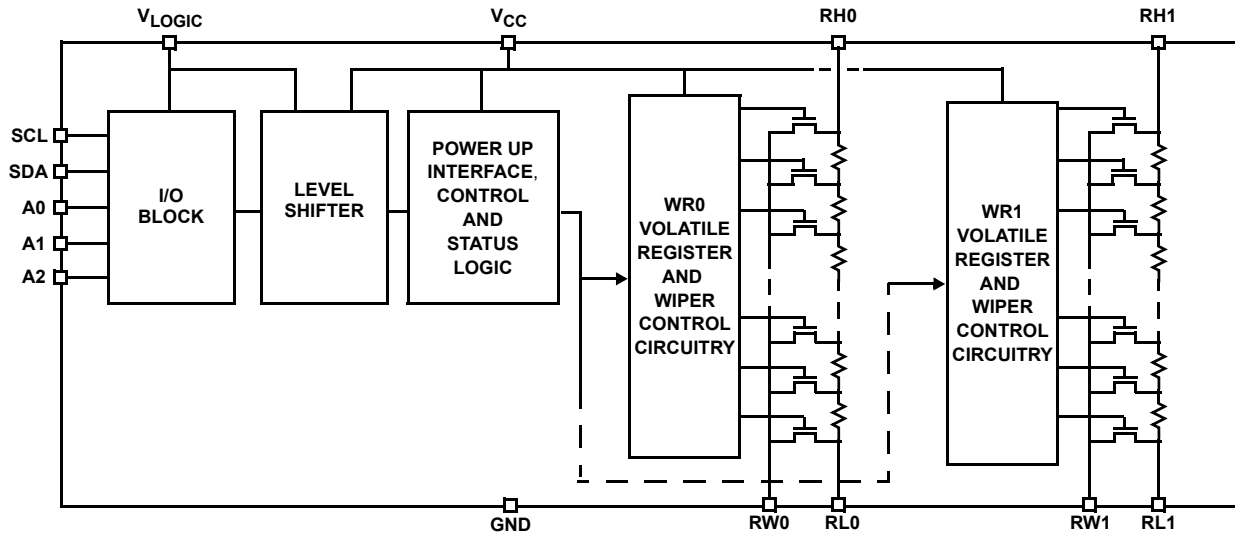 VLOGIC
VCC
RH0
RH1
SCL
SDA
A0
A1
A2
I/O
BLOCK
LEVEL
SHIFTER
POWER UP
INTERFACE,
CONTROL
AND
STATUS
LOGIC
WR0
VOLATILE
REGISTER
AND
WIPER
CONTROL
CIRCUITRY
WR1
VOLATILE
REGISTER
AND
WIPER
CONTROL
CIRCUITRY
GND
RW0
RL0
RW1
RL1